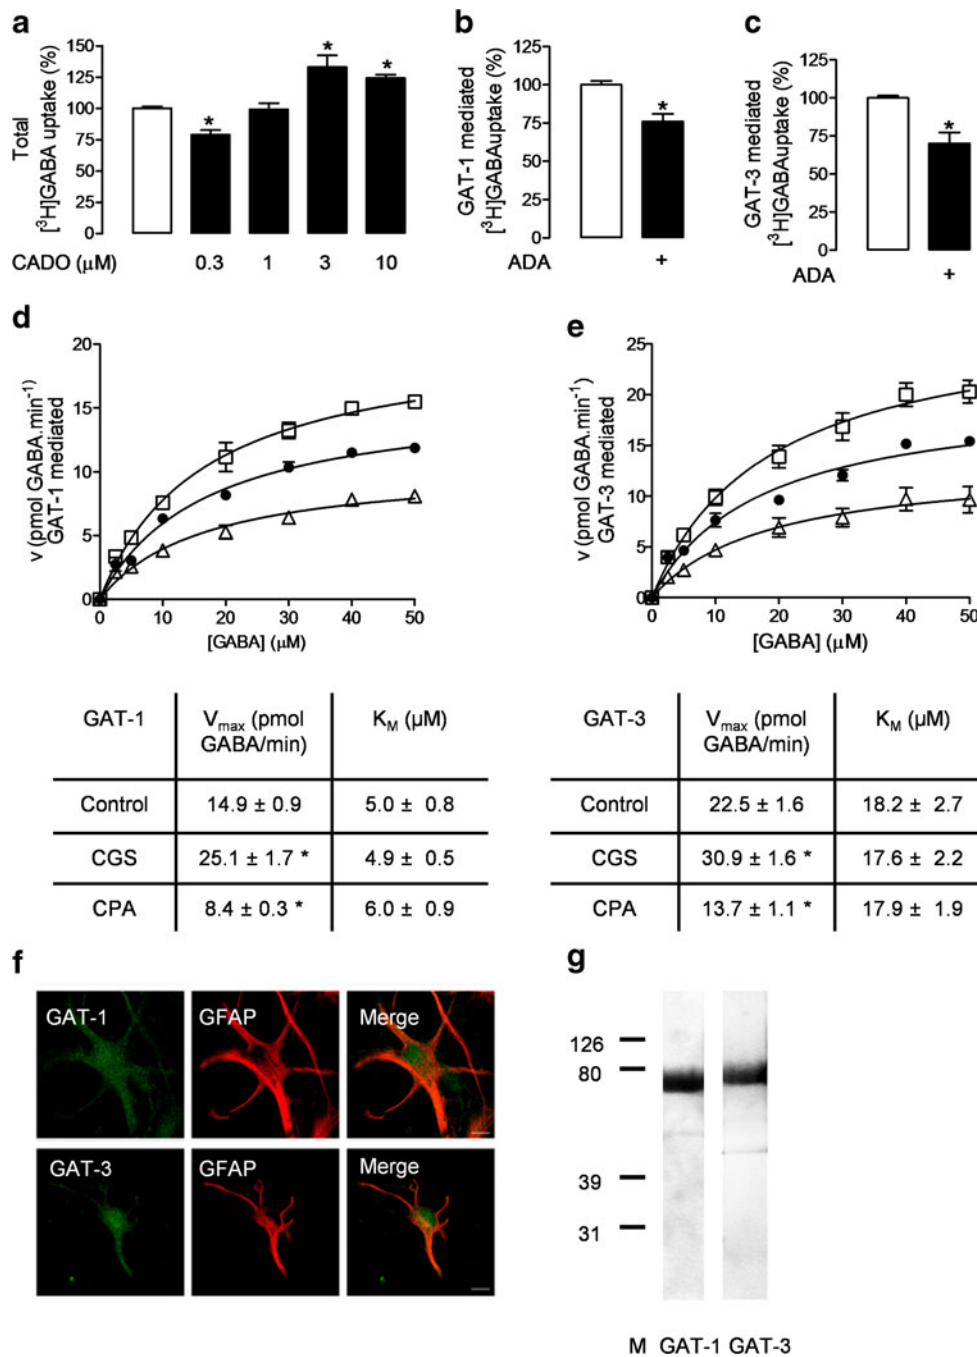 a
Total
[³H]GABA uptake (%)
150
125
100
75
50
25
0
*
*
*
CADO (μM)
0.3
1
3
10
b
GAT-1 mediated
[³H]GABAuptake (%)
125
100
75
50
25
0
*
ADA
+
c
GAT-3 mediated
[³H]GABAuptake (%)
125
100
75
50
25
0
*
ADA
+
d
v (pmol GABA.min⁻¹)
GAT-1 mediated
20
15
10
5
0
0 10 20 30 40 50
[GABA] (μM)
e
v (pmol GABA.min⁻¹)
GAT-3 mediated
25
20
15
10
5
0
0 10 20 30 40 50
[GABA] (μM)
GAT-1 Vmax (pmol GABA/min) KM (μM)
Control 14.9 ± 0.9 5.0 ± 0.8
CGS 25.1 ± 1.7 * 4.9 ± 0.5
CPA 8.4 ± 0.3 * 6.0 ± 0.9
GAT-3 Vmax (pmol GABA/min) KM (μM)
Control 22.5 ± 1.6 18.2 ± 2.7
CGS 30.9 ± 1.6 * 17.6 ± 2.2
CPA 13.7 ± 1.1 * 17.9 ± 1.9
f
GAT-1 GFAP Merge
GAT-3 GFAP Merge
g
126
80
39
31
M GAT-1 GAT-3